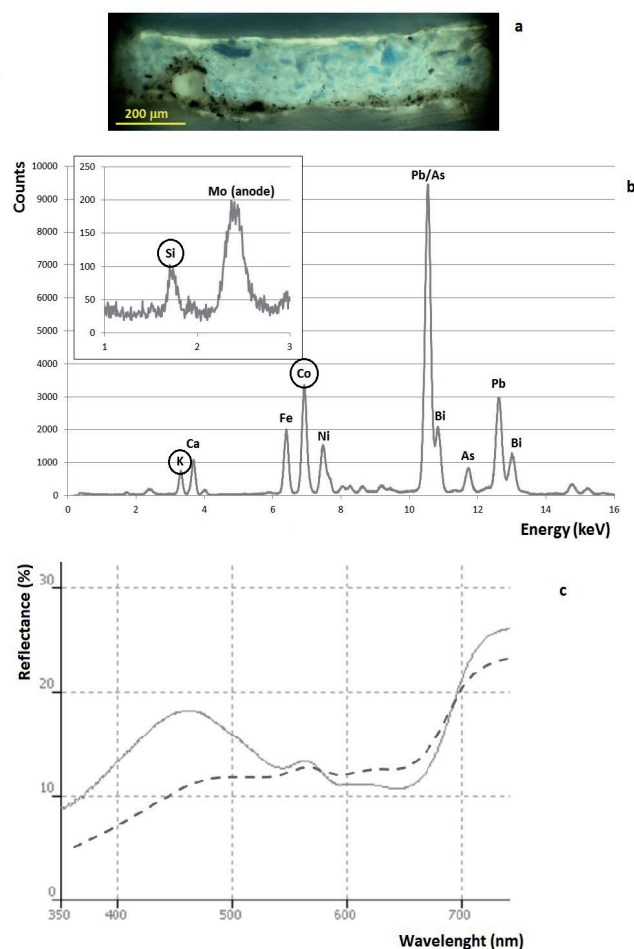 a
200 µm
b
Counts
10000
9000
8000
7000
6000
5000
4000
3000
2000
1000
0
250
200
150
100
50
0
1 2 3
Mo (anode)
Si
Pb/As
Co
Fe
Ni
K
Ca
Bi
As
Pb
Bi
0 2 4 6 8 10 12 14 16
Energy (keV)
c
Reflectance (%)
30
20
10
0
350 400 500 600 700
Wavelenght (nm)